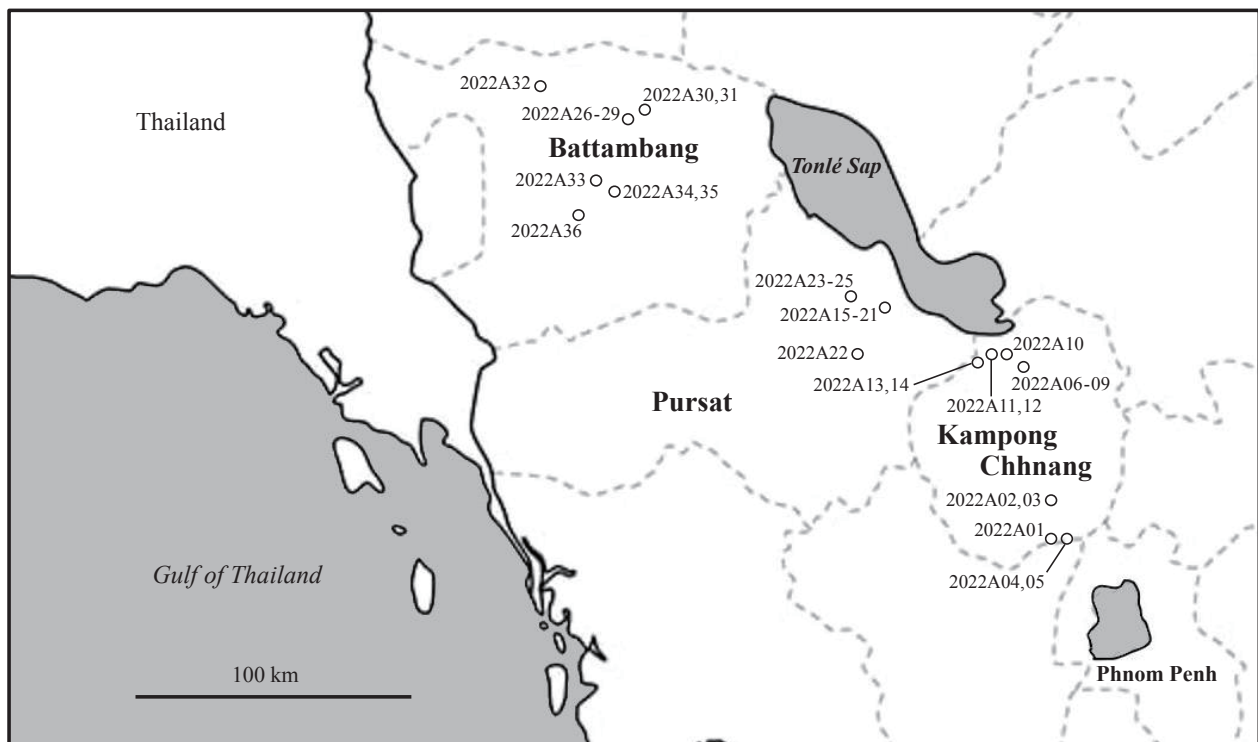 2022A32
2022A30,31
2022A26-29
Thailand
Battambang
Tonlé Sap
2022A33
2022A34,35
2022A36
2022A23-25
2022A15-21
2022A22
2022A10
2022A13,14
2022A06-09
2022A11,12
Pursat
Kampong
Chhnang
2022A02,03
2022A01
2022A04,05
Gulf of Thailand
100 km
Phnom Penh